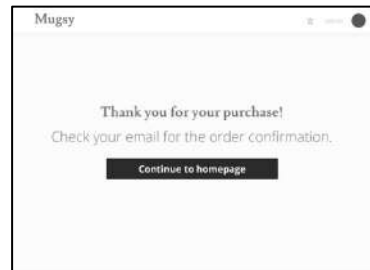 Mugsy
Thank you for your purchase!
Check your email for the order confirmation.
Continue to homepage